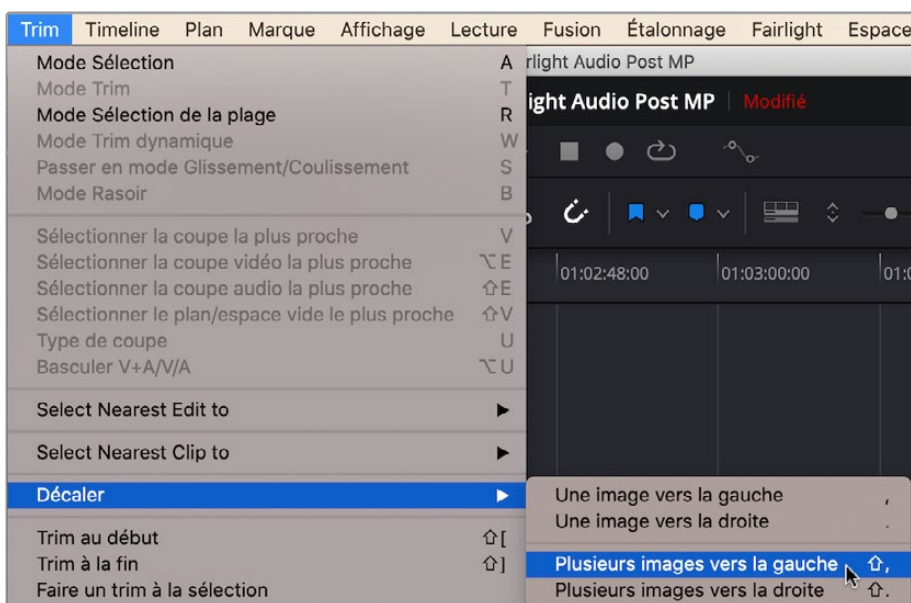 Trim Timeline Plan Marque Affichage Lecture Fusion Étalonnage Fairlight Espace
Mode Sélection A
rlight Audio Post MP
Mode Trim T
Mode Sélection de la plage R
ight Audio Post MP Modifié
Mode Trim dynamique W
Passer en mode Glissement/Coulissement S
Mode Rasoir B
Sélectionner la coupe la plus proche V
Sélectionner la coupe vidéo la plus proche ⌥E
Sélectionner la coupe audio la plus proche ⇧E
01:02:48:00 01:03:00:00 01:0
Sélectionner le plan/espace vide le plus proche ⇧V
Type de coupe U
Basculer V+A/V/A ⌥U
Select Nearest Edit to ▶
Select Nearest Clip to ▶
Décaler ▶
Une image vers la gauche ,
Une image vers la droite .
Plusieurs images vers la gauche ⇧,
Plusieurs images vers la droite ⇧.
Trim au début ⇧[
Trim à la fin ⇧]
Faire un trim à la sélection